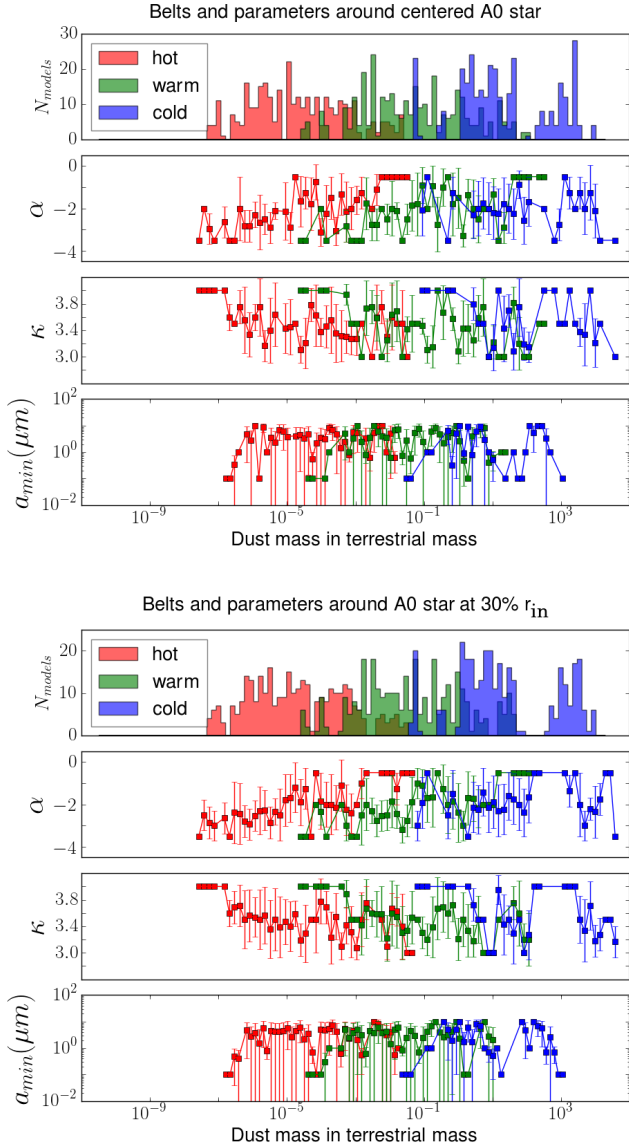 Belts and parameters around centered A0 star
30
20
10
0
N_models
hot
warm
cold
0
−2
−4
α
3.8
3.4
3.0
κ
10^2
10^0
10^-2
a_min(μm)
10^-9
10^-5
10^-1
10^3
Dust mass in terrestrial mass
Belts and parameters around A0 star at 30% r_in
20
10
0
N_models
hot
warm
cold
0
−2
−4
α
3.8
3.4
3.0
κ
10^2
10^0
10^-2
a_min(μm)
10^-9
10^-5
10^-1
10^3
Dust mass in terrestrial mass